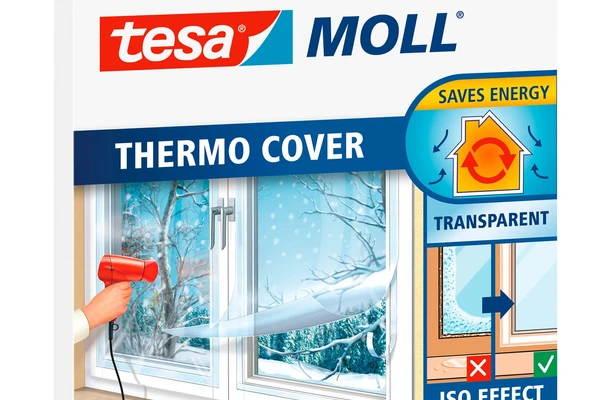 tesa®
MOLL®
SAVES ENERGY
THERMO COVER
TRANSPARENT
ISO EFFECT